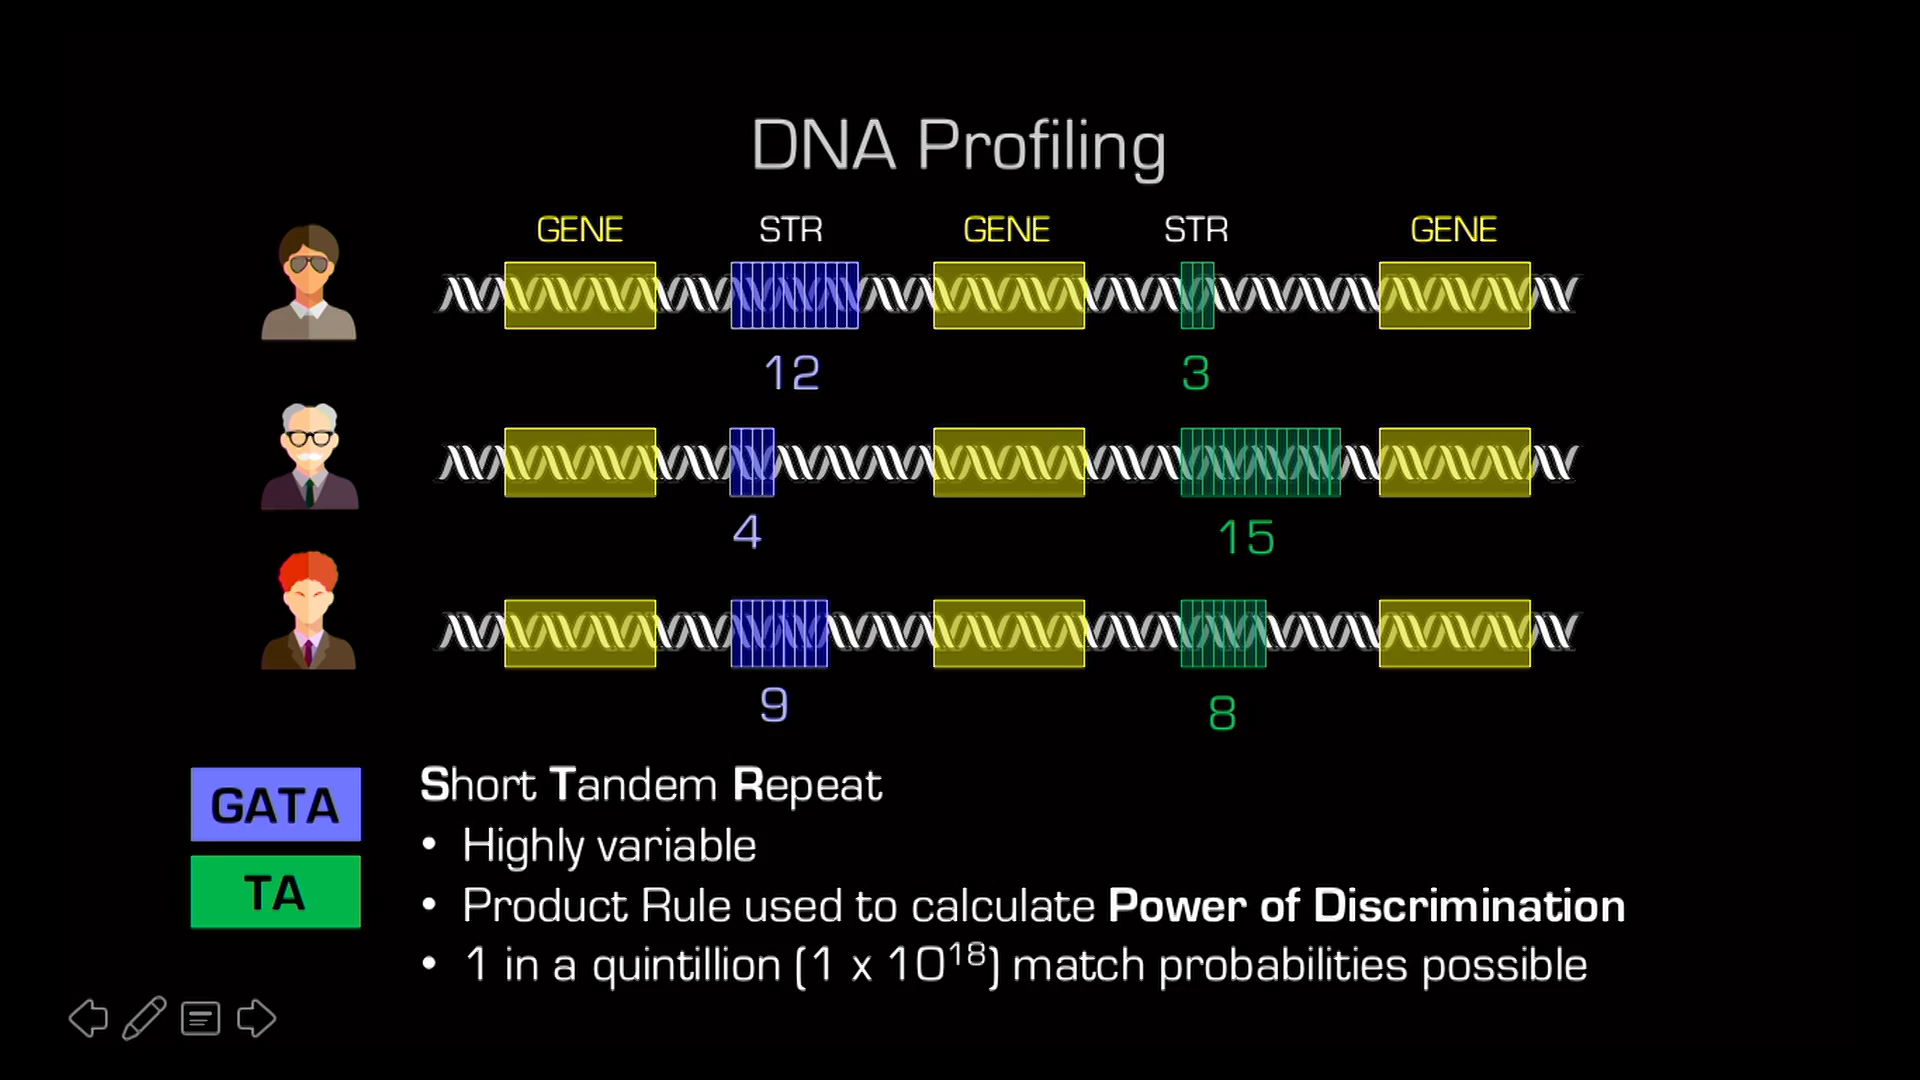 DNA Profiling
GENE STR GENE STR GENE
12 3
4 15
9 8
GATA
TA
Short Tandem Repeat
• Highly variable
• Product Rule used to calculate Power of Discrimination
• 1 in a quintillion (1 x 10¹⁸) match probabilities possible